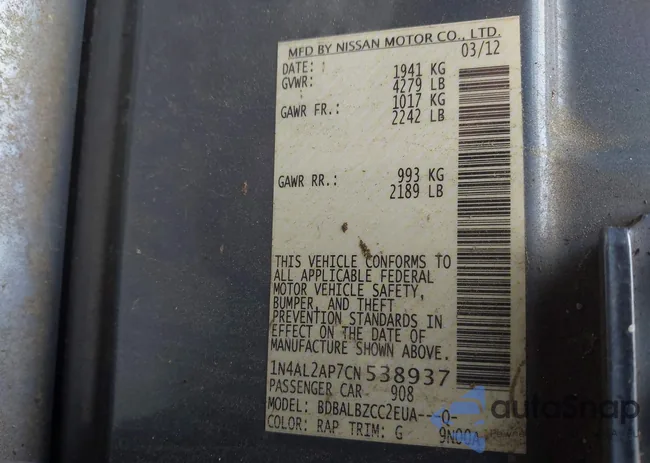 MFD BY NISSAN MOTOR CO., LTD.
DATE: 03/12
GVWR: 1941 KG
4279 LB
GAWR FR.: 1017 KG
2242 LB
GAWR RR.: 993 KG
2189 LB
THIS VEHICLE CONFORMS TO
ALL APPLICABLE FEDERAL
MOTOR VEHICLE SAFETY,
BUMPER, AND THEFT
PREVENTION STANDARDS IN
EFFECT ON THE DATE OF
MANUFACTURE SHOWN ABOVE.
1N4AL2AP7CN538937
PASSENGER CAR 908
MODEL: BDBALBZCC2EUA---Q-
COLOR: RAP TRIM: G 9N00A
autoSnap